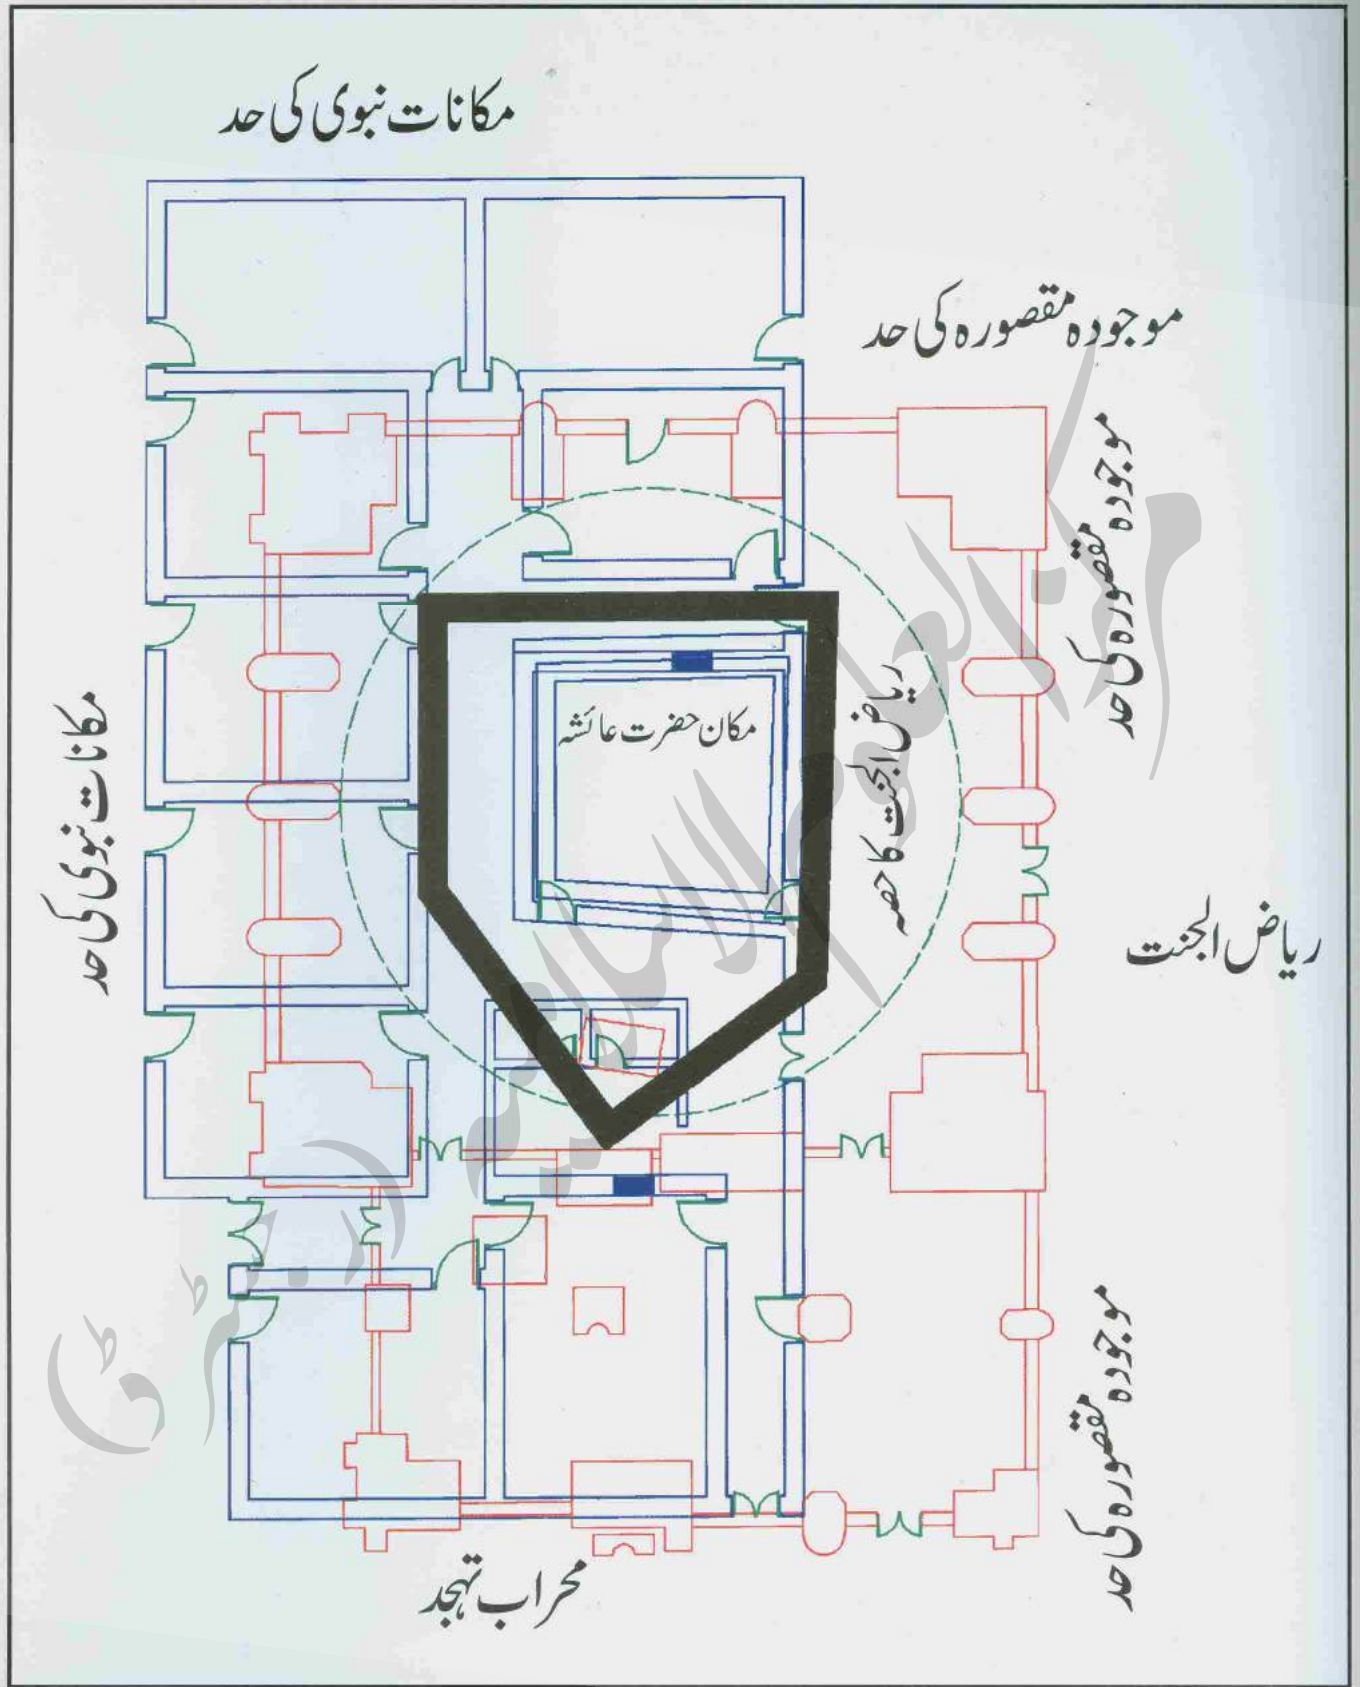 مکانات نبوی کی حد
موجودہ مقصورہ کی حد
موجودہ مقصورہ کی حد
مکان حضرت عائشہ
ریاض الجنت کا حصہ
مکانات نبوی کی حد
ریاض الجنت
موجودہ مقصورہ کی حد
محراب تہجد